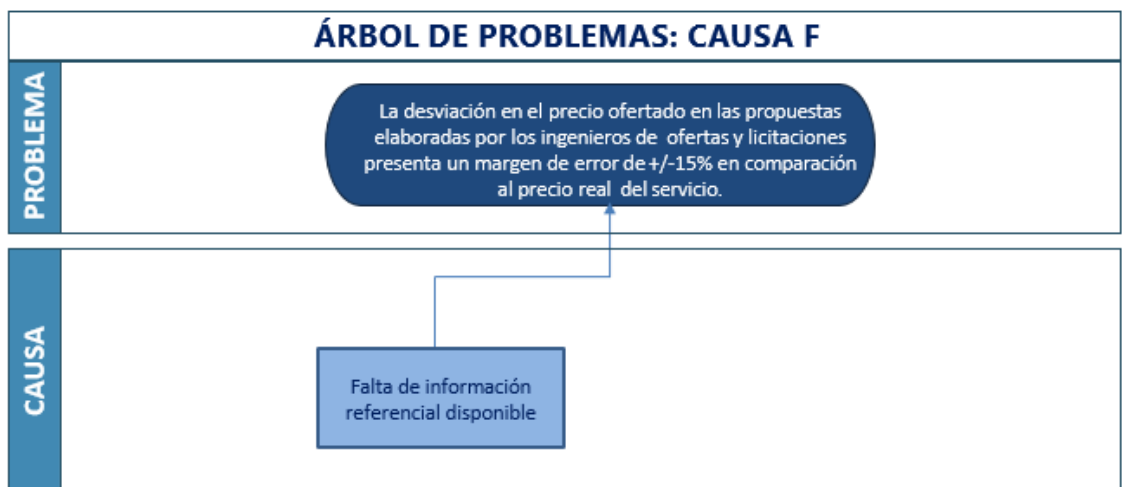 ÁRBOL DE PROBLEMAS: CAUSA F
PROBLEMA
La desviación en el precio ofertado en las propuestas
elaboradas por los ingenieros de ofertas y licitaciones
presenta un margen de error de +/-15% en comparación
al precio real del servicio.
CAUSA
Falta de información
referencial disponible